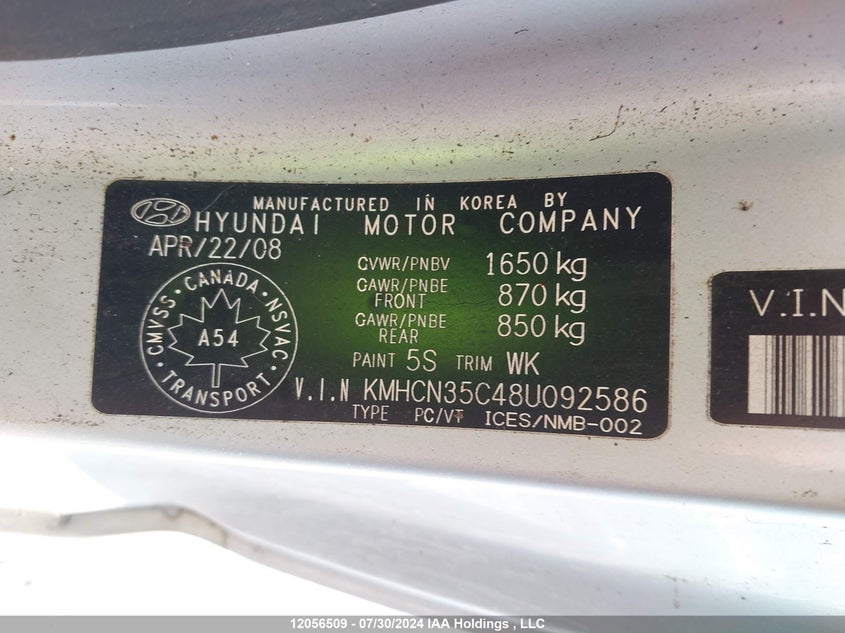 MANUFACTURED IN KOREA BY
HYUNDAI MOTOR COMPANY
APR/22/08
GVWR/PNBV 1650 kg
GAWR/PNBE FRONT 870 kg
GAWR/PNBE REAR 850 kg
PAINT 5S TRIM WK
CANADA
CMVSS · NSVAC
A54
TRANSPORT
V.I.N KMHCN35C48U092586
TYPE PC/VT ICES/NMB-002
V.I.N
12056509 - 07/30/2024 IAA Holdings , LLC